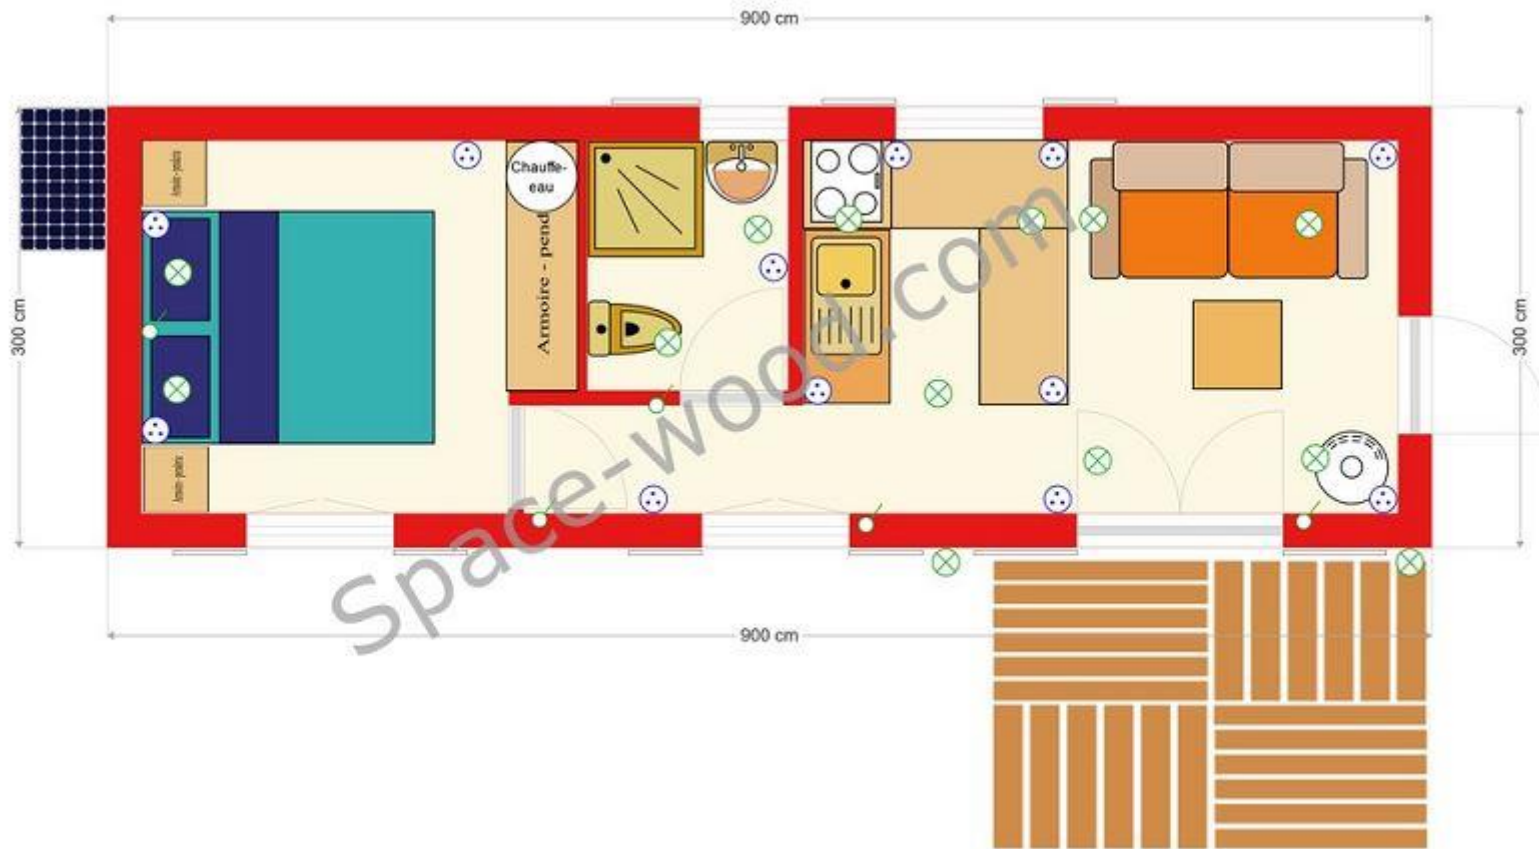 900 cm
300 cm
300 cm
Chauffe-
eau
Armoire - pend
Space-wood.com
900 cm